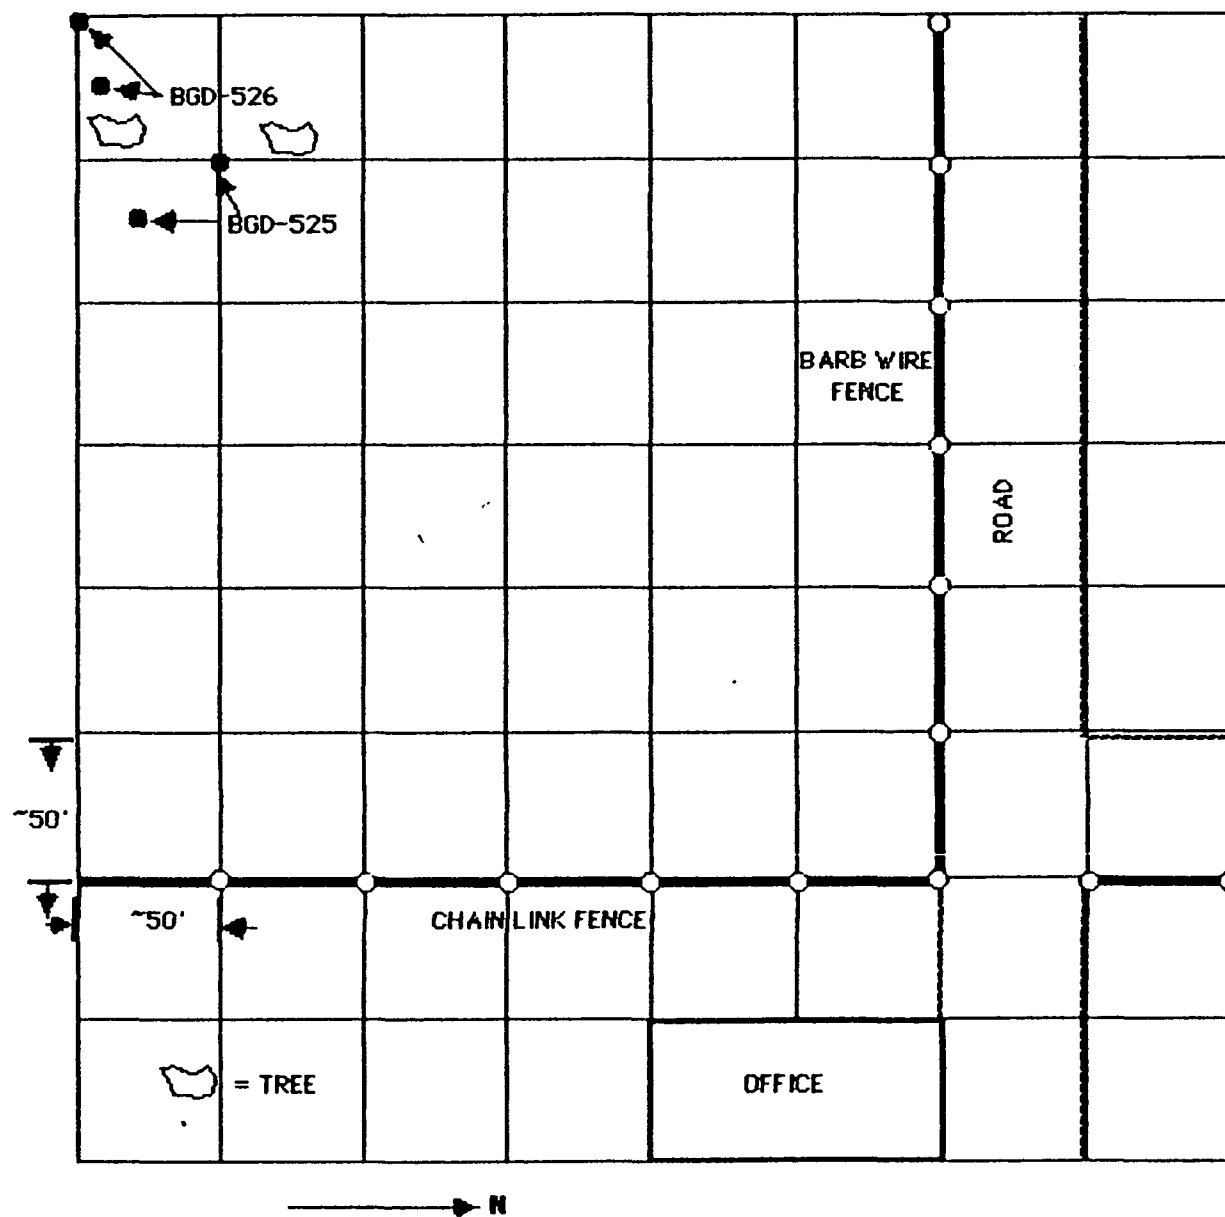 BGD-526
BGD-525
BARB WIRE
FENCE
ROAD
~50'
~50'
CHAIN LINK FENCE
= TREE
OFFICE
N